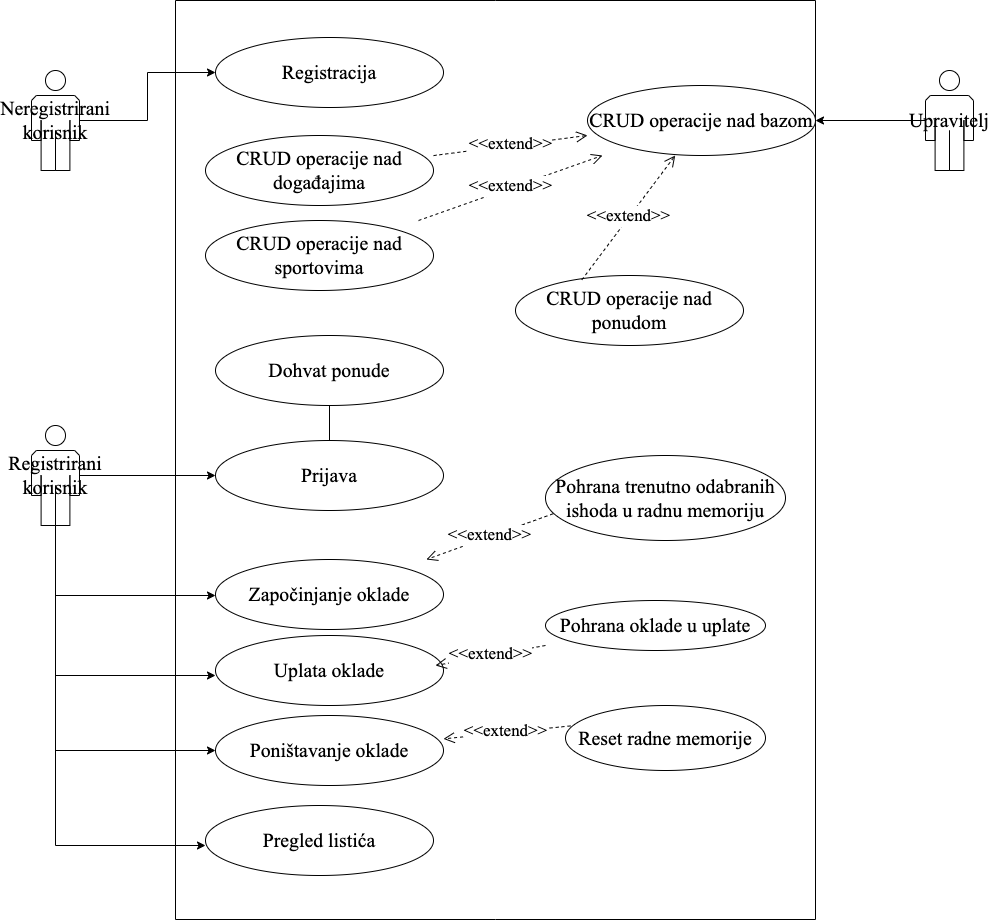 Registracija
Neregistrirani
korisnik
CRUD operacije nad bazom
Upravitelj
<<extend>>
CRUD operacije nad
događajima
<<extend>>
<<extend>>
CRUD operacije nad
sportovima
CRUD operacije nad
ponudom
Dohvat ponude
Registrirani
korisnik
Prijava
Pohrana trenutno odabranih
ishoda u radnu memoriju
<<extend>>
Započinjanje oklade
Pohrana oklade u uplate
<<extend>>
Uplata oklade
<<extend>>
Reset radne memorije
Poništavanje oklade
Pregled listića